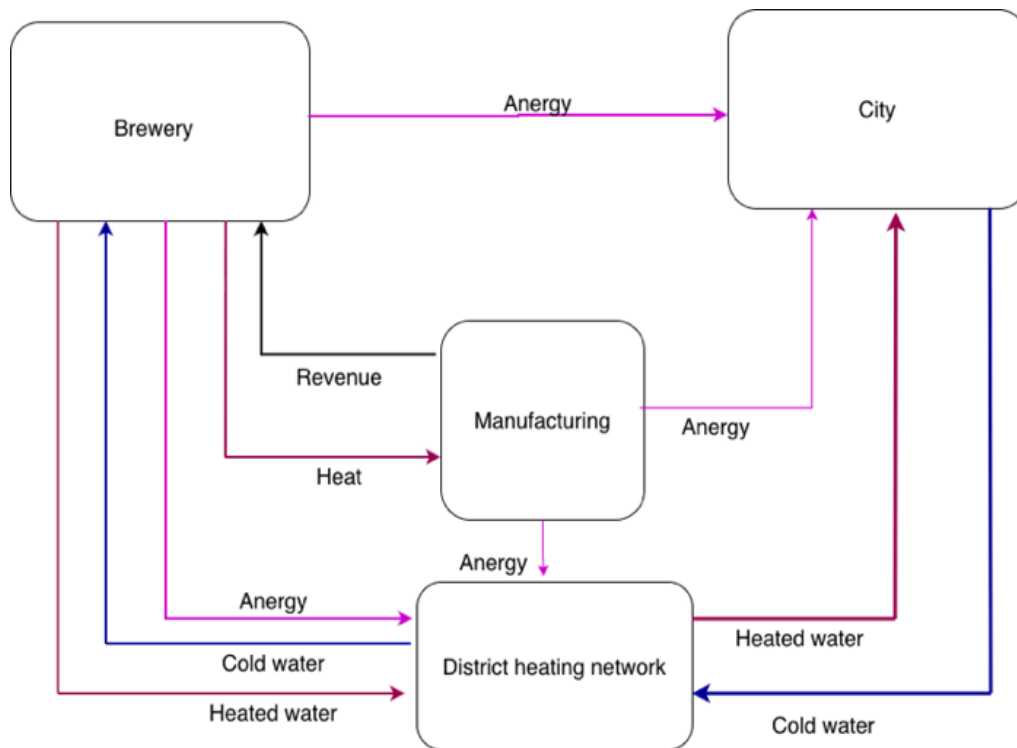 Anergy
City
Brewery
Revenue
Manufacturing
Anergy
Heat
Anergy
Anergy
Heated water
Cold water
District heating network
Heated water
Cold water